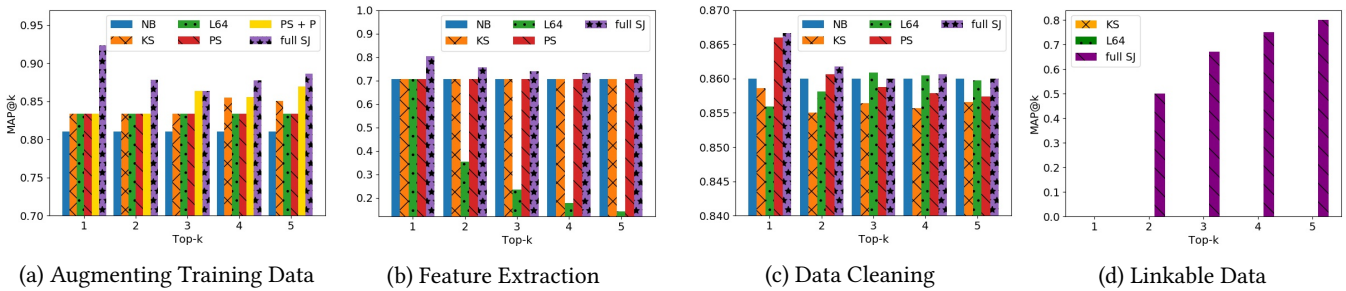 NB
L64
PS + P
KS
PS
full SJ
MAP@k
0.95
0.90
0.85
0.80
0.75
0.70
1
2
3
4
5
Top-k
(a) Augmenting Training Data
NB
L64
full SJ
KS
PS
1.0
0.9
0.8
0.7
0.6
0.5
0.4
0.3
0.2
1
2
3
4
5
Top-k
(b) Feature Extraction
NB
L64
full SJ
KS
PS
0.870
0.865
0.860
0.855
0.850
0.845
0.840
1
2
3
4
5
Top-k
(c) Data Cleaning
KS
L64
full SJ
MAP@k
0.8
0.7
0.6
0.5
0.4
0.3
0.2
0.1
0.0
1
2
3
4
5
Top-k
(d) Linkable Data